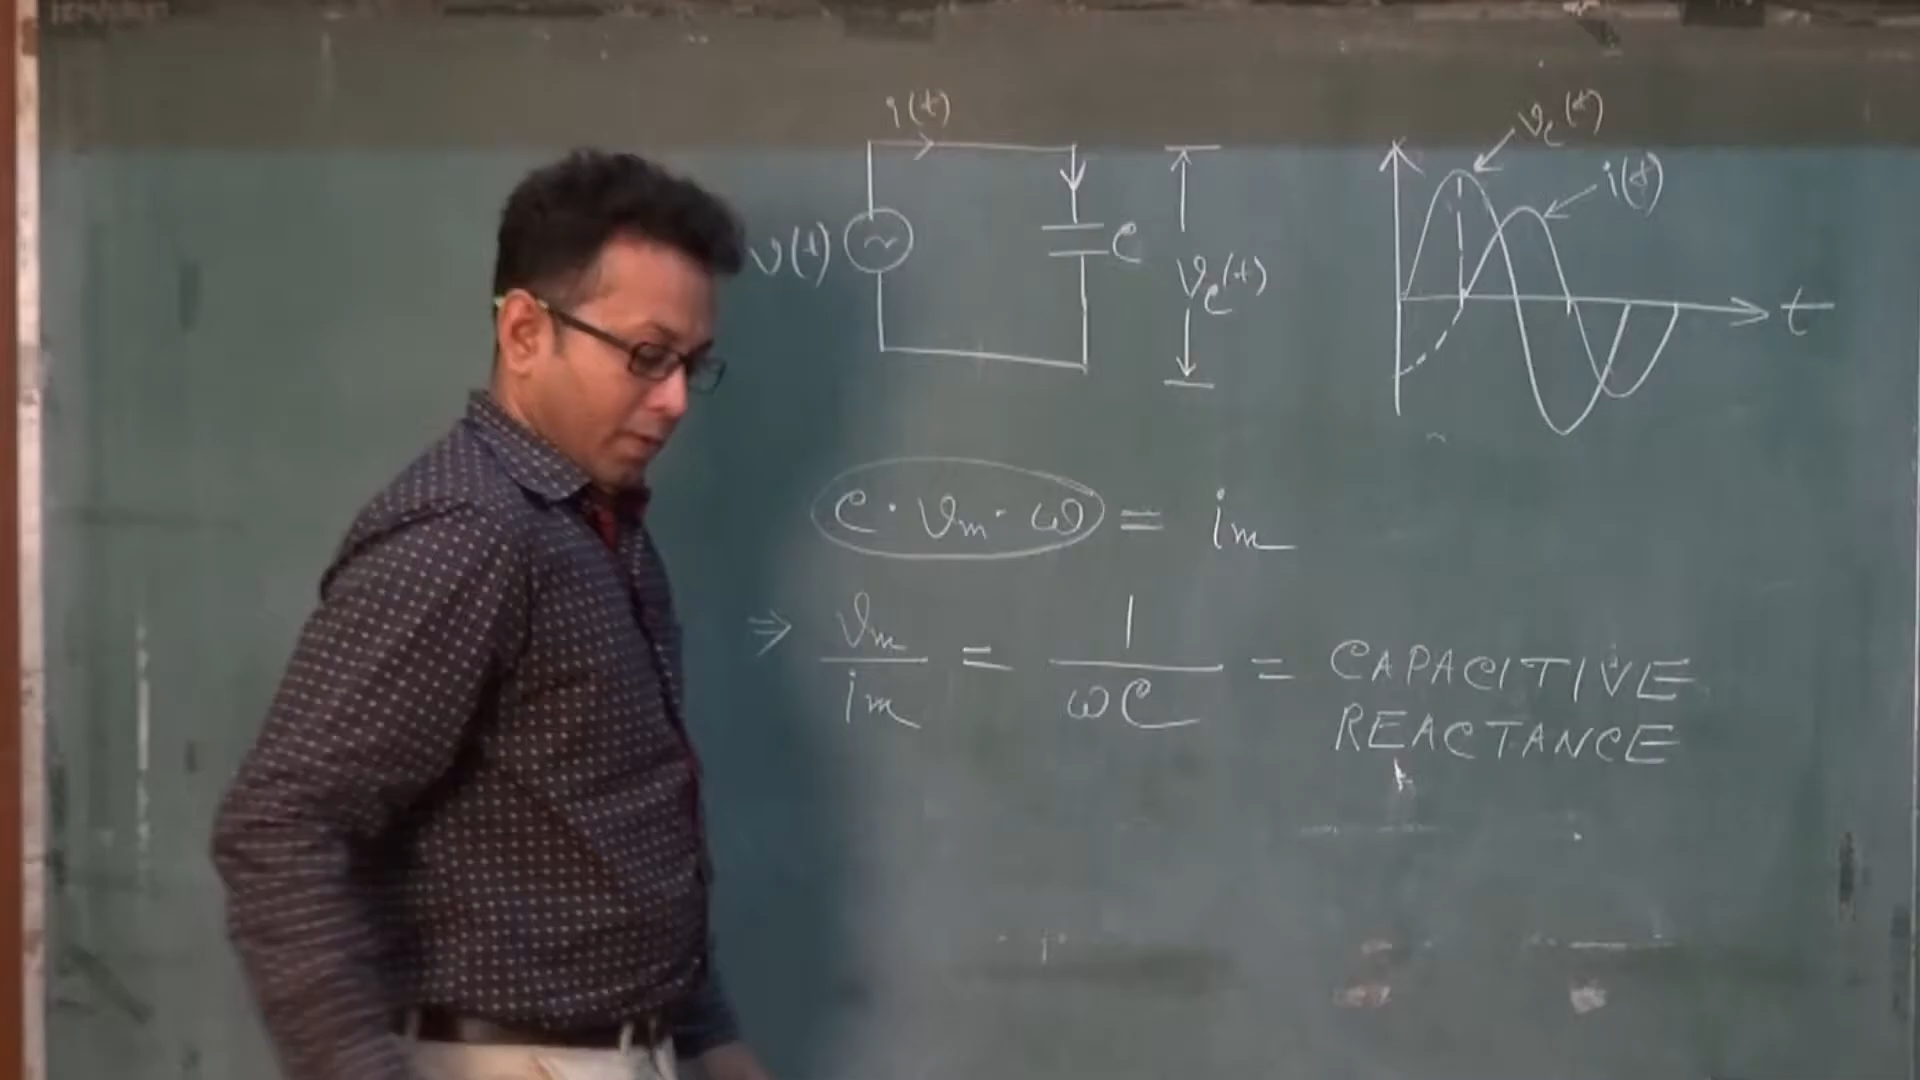 i(t)
v(t) ~ C v_c(t)
v_c(t)
i(t)
t
C · v_m · ω = i_m
⇒ v_m / i_m = 1 / ωC = CAPACITIVE
REACTANCE